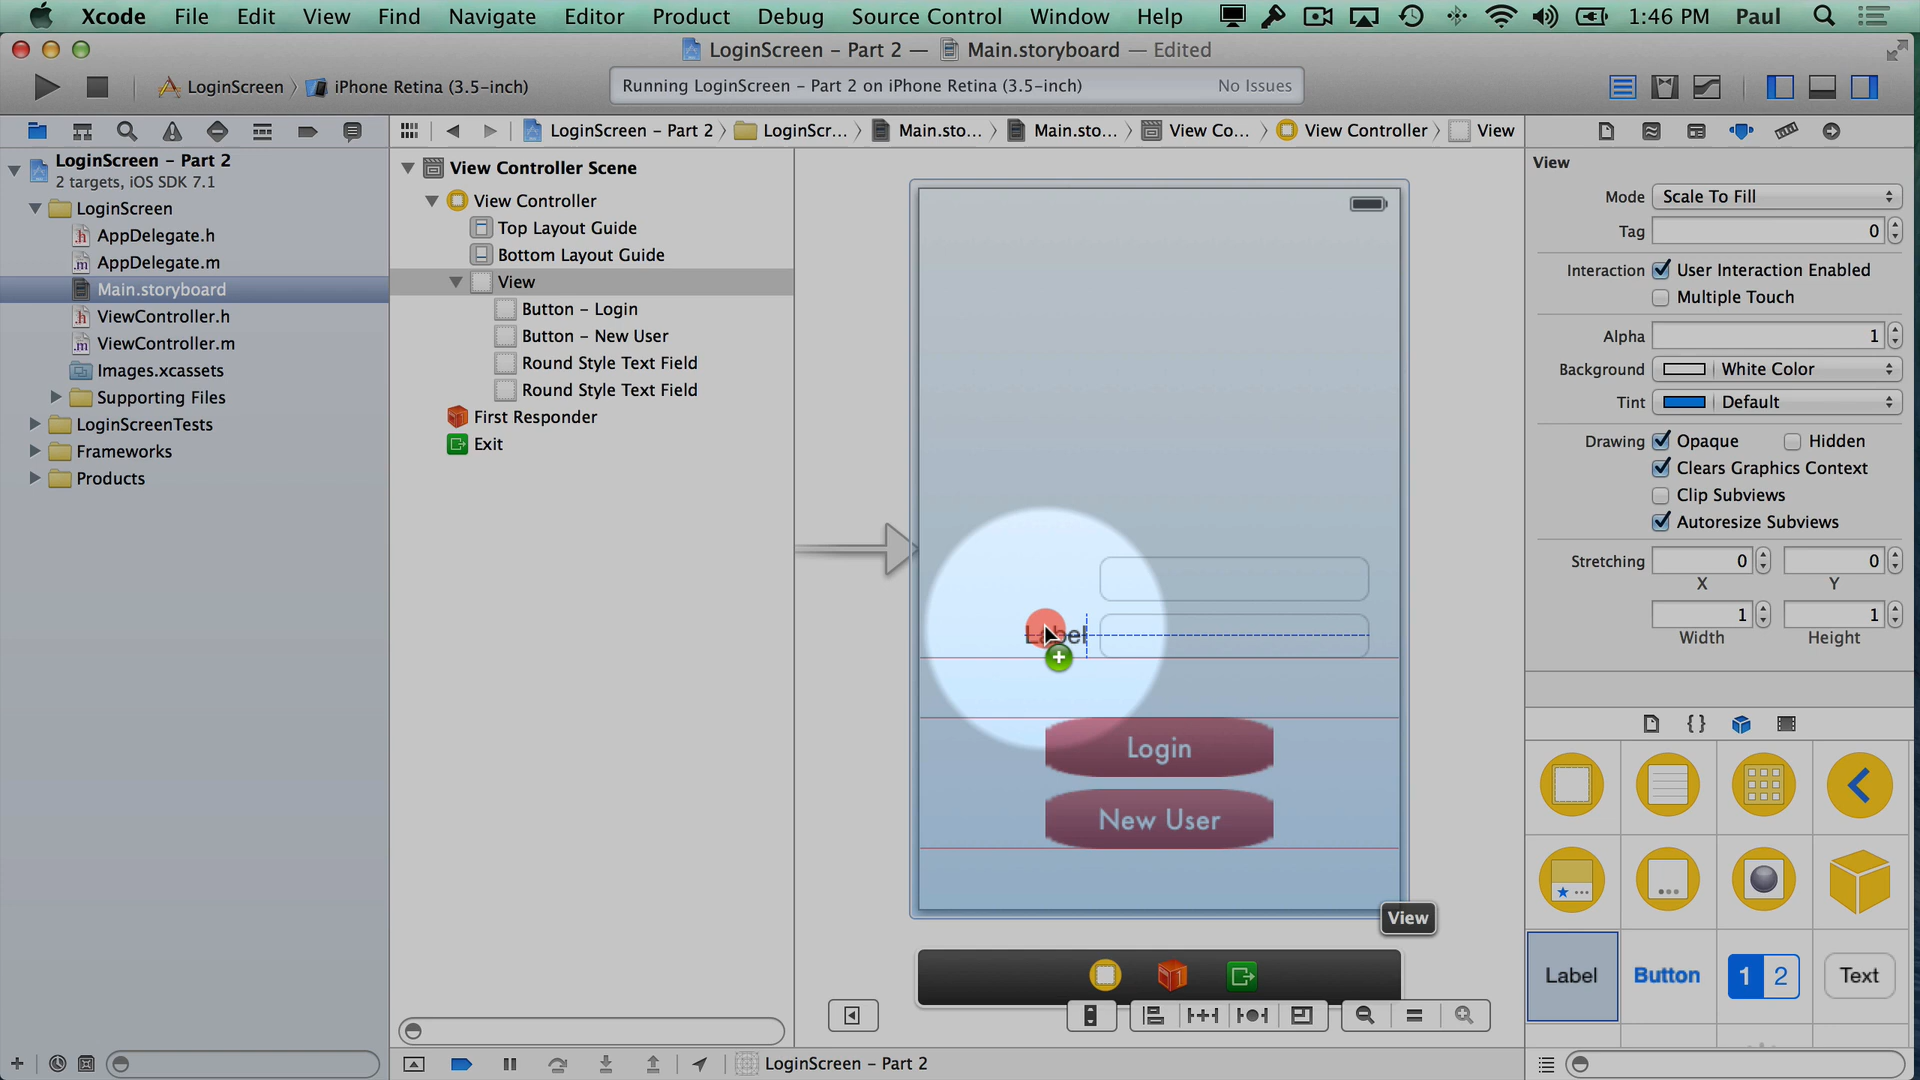 Xcode File Edit View Find Navigate Editor Product Debug Source Control Window Help 1:46 PM Paul
LoginScreen - Part 2 — Main.storyboard — Edited
LoginScreen iPhone Retina (3.5-inch)
Running LoginScreen - Part 2 on iPhone Retina (3.5-inch) No Issues
LoginScreen - Part 2 LoginScr... Main.sto... Main.sto... View Co... View Controller View
LoginScreen - Part 2
2 targets, iOS SDK 7.1
LoginScreen
AppDelegate.h
AppDelegate.m
Main.storyboard
ViewController.h
ViewController.m
Images.xcassets
Supporting Files
LoginScreenTests
Frameworks
Products
View Controller Scene
View Controller
Top Layout Guide
Bottom Layout Guide
View
Button - Login
Button - New User
Round Style Text Field
Round Style Text Field
First Responder
Exit
Label
Login
New User
View
View
Mode Scale To Fill
Tag 0
Interaction User Interaction Enabled
Multiple Touch
Alpha 1
Background White Color
Tint Default
Drawing Opaque Hidden
Clears Graphics Context
Clip Subviews
Autoresize Subviews
Stretching 0 0
X Y
1 1
Width Height
{ }
Label Button 1 2 Text
LoginScreen - Part 2